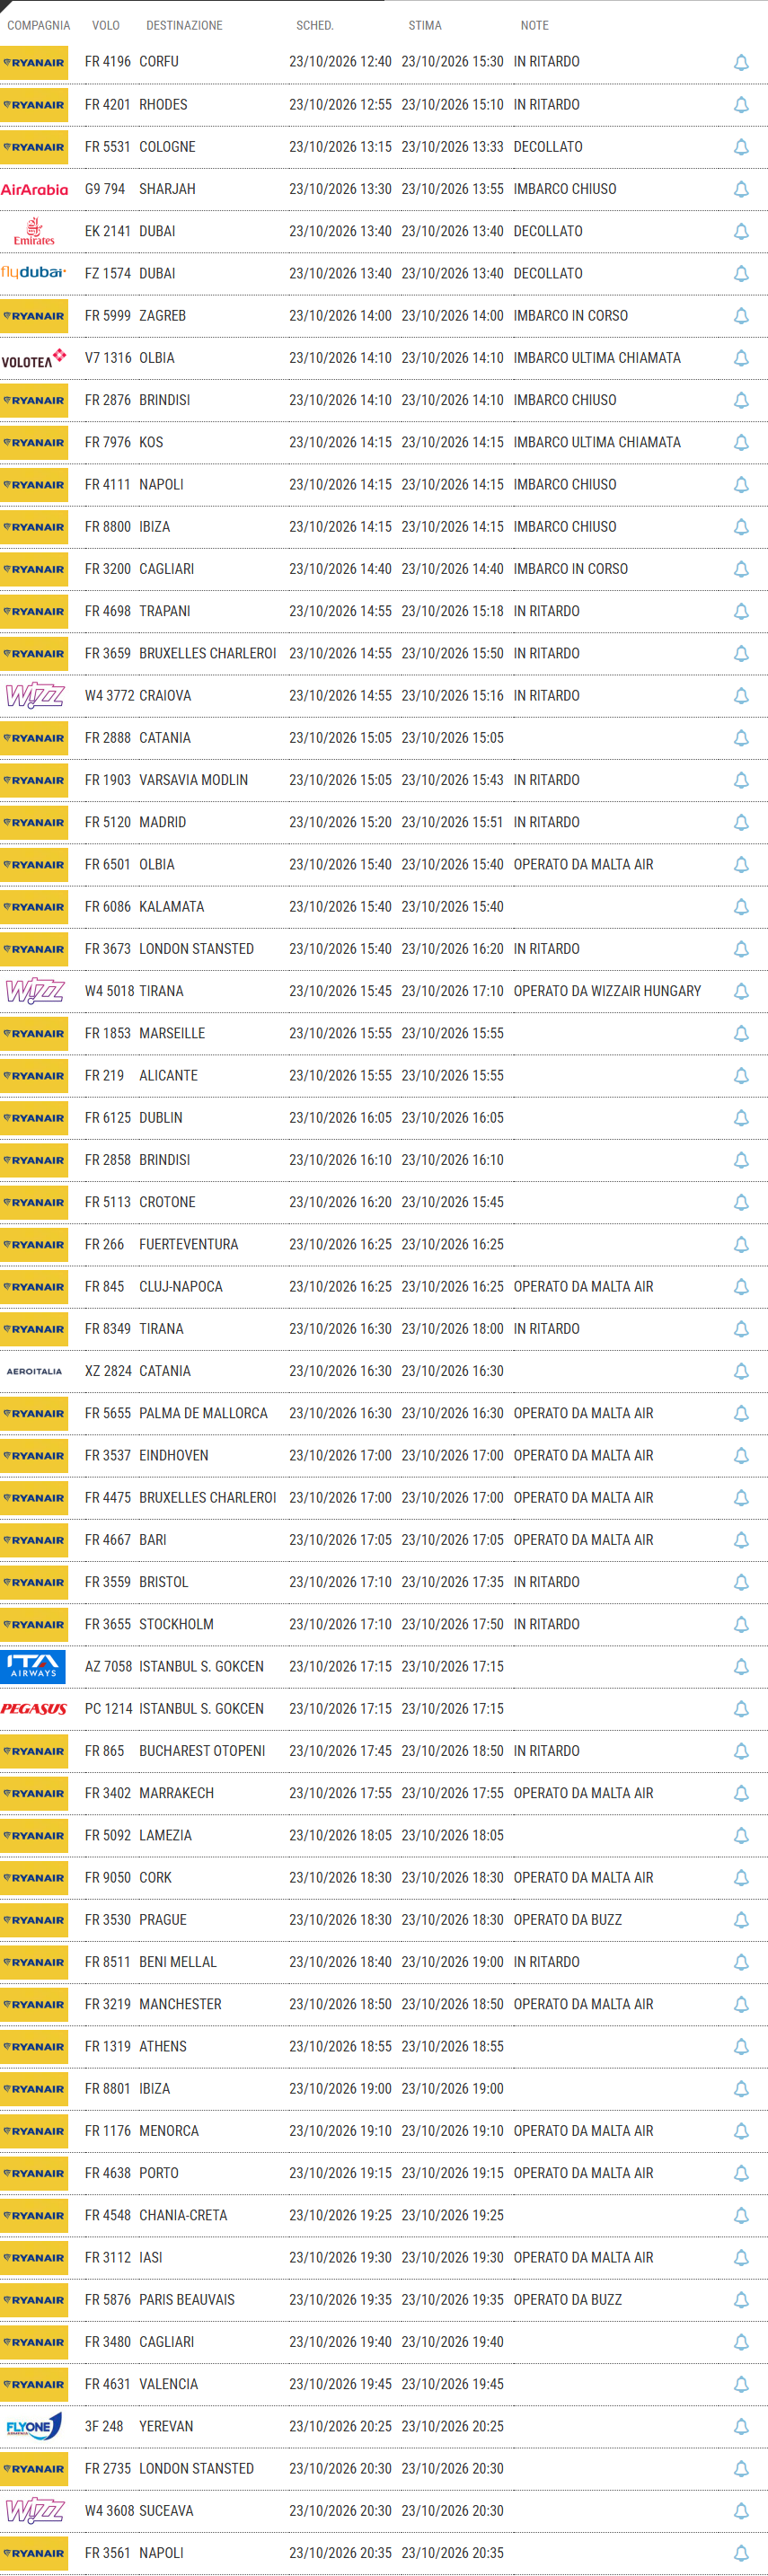 COMPAGNIA VOLO DESTINAZIONE SCHED. STIMA NOTE
RYANAIR FR 4196 CORFU 23/10/2026 12:40 23/10/2026 15:30 IN RITARDO
RYANAIR FR 4201 RHODES 23/10/2026 12:55 23/10/2026 15:10 IN RITARDO
RYANAIR FR 5531 COLOGNE 23/10/2026 13:15 23/10/2026 13:33 DECOLLATO
AirArabia G9 794 SHARJAH 23/10/2026 13:30 23/10/2026 13:55 IMBARCO CHIUSO
Emirates EK 2141 DUBAI 23/10/2026 13:40 23/10/2026 13:40 DECOLLATO
flydubai FZ 1574 DUBAI 23/10/2026 13:40 23/10/2026 13:40 DECOLLATO
RYANAIR FR 5999 ZAGREB 23/10/2026 14:00 23/10/2026 14:00 IMBARCO IN CORSO
VOLOTEA V7 1316 OLBIA 23/10/2026 14:10 23/10/2026 14:10 IMBARCO ULTIMA CHIAMATA
RYANAIR FR 2876 BRINDISI 23/10/2026 14:10 23/10/2026 14:10 IMBARCO CHIUSO
RYANAIR FR 7976 KOS 23/10/2026 14:15 23/10/2026 14:15 IMBARCO ULTIMA CHIAMATA
RYANAIR FR 4111 NAPOLI 23/10/2026 14:15 23/10/2026 14:15 IMBARCO CHIUSO
RYANAIR FR 8800 IBIZA 23/10/2026 14:15 23/10/2026 14:15 IMBARCO CHIUSO
RYANAIR FR 3200 CAGLIARI 23/10/2026 14:40 23/10/2026 14:40 IMBARCO IN CORSO
RYANAIR FR 4698 TRAPANI 23/10/2026 14:55 23/10/2026 15:18 IN RITARDO
RYANAIR FR 3659 BRUXELLES CHARLEROI 23/10/2026 14:55 23/10/2026 15:50 IN RITARDO
WIZZ W4 3772 CRAIOVA 23/10/2026 14:55 23/10/2026 15:16 IN RITARDO
RYANAIR FR 2888 CATANIA 23/10/2026 15:05 23/10/2026 15:05
RYANAIR FR 1903 VARSAVIA MODLIN 23/10/2026 15:05 23/10/2026 15:43 IN RITARDO
RYANAIR FR 5120 MADRID 23/10/2026 15:20 23/10/2026 15:51 IN RITARDO
RYANAIR FR 6501 OLBIA 23/10/2026 15:40 23/10/2026 15:40 OPERATO DA MALTA AIR
RYANAIR FR 6086 KALAMATA 23/10/2026 15:40 23/10/2026 15:40
RYANAIR FR 3673 LONDON STANSTED 23/10/2026 15:40 23/10/2026 16:20 IN RITARDO
WIZZ W4 5018 TIRANA 23/10/2026 15:45 23/10/2026 17:10 OPERATO DA WIZZAIR HUNGARY
RYANAIR FR 1853 MARSEILLE 23/10/2026 15:55 23/10/2026 15:55
RYANAIR FR 219 ALICANTE 23/10/2026 15:55 23/10/2026 15:55
RYANAIR FR 6125 DUBLIN 23/10/2026 16:05 23/10/2026 16:05
RYANAIR FR 2858 BRINDISI 23/10/2026 16:10 23/10/2026 16:10
RYANAIR FR 5113 CROTONE 23/10/2026 16:20 23/10/2026 15:45
RYANAIR FR 266 FUERTEVENTURA 23/10/2026 16:25 23/10/2026 16:25
RYANAIR FR 845 CLUJ-NAPOCA 23/10/2026 16:25 23/10/2026 16:25 OPERATO DA MALTA AIR
RYANAIR FR 8349 TIRANA 23/10/2026 16:30 23/10/2026 18:00 IN RITARDO
AEROITALIA XZ 2824 CATANIA 23/10/2026 16:30 23/10/2026 16:30
RYANAIR FR 5655 PALMA DE MALLORCA 23/10/2026 16:30 23/10/2026 16:30 OPERATO DA MALTA AIR
RYANAIR FR 3537 EINDHOVEN 23/10/2026 17:00 23/10/2026 17:00 OPERATO DA MALTA AIR
RYANAIR FR 4475 BRUXELLES CHARLEROI 23/10/2026 17:00 23/10/2026 17:00 OPERATO DA MALTA AIR
RYANAIR FR 4667 BARI 23/10/2026 17:05 23/10/2026 17:05 OPERATO DA MALTA AIR
RYANAIR FR 3559 BRISTOL 23/10/2026 17:10 23/10/2026 17:35 IN RITARDO
RYANAIR FR 3655 STOCKHOLM 23/10/2026 17:10 23/10/2026 17:50 IN RITARDO
ITA AIRWAYS AZ 7058 ISTANBUL S. GOKCEN 23/10/2026 17:15 23/10/2026 17:15
PEGASUS PC 1214 ISTANBUL S. GOKCEN 23/10/2026 17:15 23/10/2026 17:15
RYANAIR FR 865 BUCHAREST OTOPENI 23/10/2026 17:45 23/10/2026 18:50 IN RITARDO
RYANAIR FR 3402 MARRAKECH 23/10/2026 17:55 23/10/2026 17:55 OPERATO DA MALTA AIR
RYANAIR FR 5092 LAMEZIA 23/10/2026 18:05 23/10/2026 18:05
RYANAIR FR 9050 CORK 23/10/2026 18:30 23/10/2026 18:30 OPERATO DA MALTA AIR
RYANAIR FR 3530 PRAGUE 23/10/2026 18:30 23/10/2026 18:30 OPERATO DA BUZZ
RYANAIR FR 8511 BENI MELLAL 23/10/2026 18:40 23/10/2026 19:00 IN RITARDO
RYANAIR FR 3219 MANCHESTER 23/10/2026 18:50 23/10/2026 18:50 OPERATO DA MALTA AIR
RYANAIR FR 1319 ATHENS 23/10/2026 18:55 23/10/2026 18:55
RYANAIR FR 8801 IBIZA 23/10/2026 19:00 23/10/2026 19:00
RYANAIR FR 1176 MENORCA 23/10/2026 19:10 23/10/2026 19:10 OPERATO DA MALTA AIR
RYANAIR FR 4638 PORTO 23/10/2026 19:15 23/10/2026 19:15 OPERATO DA MALTA AIR
RYANAIR FR 4548 CHANIA-CRETA 23/10/2026 19:25 23/10/2026 19:25
RYANAIR FR 3112 IASI 23/10/2026 19:30 23/10/2026 19:30 OPERATO DA MALTA AIR
RYANAIR FR 5876 PARIS BEAUVAIS 23/10/2026 19:35 23/10/2026 19:35 OPERATO DA BUZZ
RYANAIR FR 3480 CAGLIARI 23/10/2026 19:40 23/10/2026 19:40
RYANAIR FR 4631 VALENCIA 23/10/2026 19:45 23/10/2026 19:45
FLYONE ARMENIA 3F 248 YEREVAN 23/10/2026 20:25 23/10/2026 20:25
RYANAIR FR 2735 LONDON STANSTED 23/10/2026 20:30 23/10/2026 20:30
WIZZ W4 3608 SUCEAVA 23/10/2026 20:30 23/10/2026 20:30
RYANAIR FR 3561 NAPOLI 23/10/2026 20:35 23/10/2026 20:35